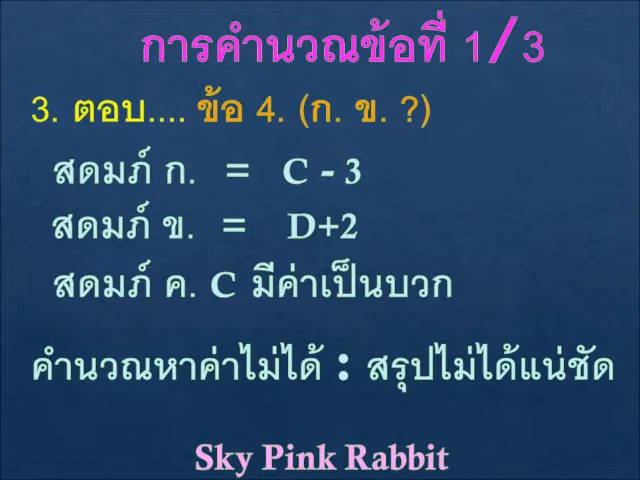 การคำนวณข้อที่ 1/3
3. ตอบ.... ข้อ 4. (ก. ข. ?)
สดมภ์ ก. = C - 3
สดมภ์ ข. = D+2
สดมภ์ ค. C มีค่าเป็นบวก
คำนวณหาค่าไม่ได้ : สรุปไม่ได้แน่ชัด
Sky Pink Rabbit